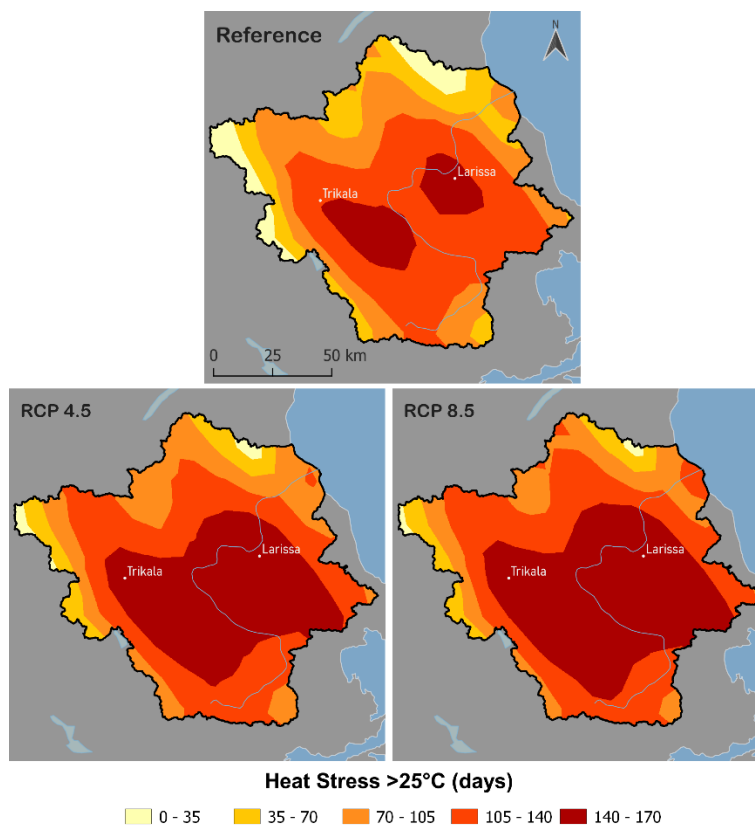 Reference
N
Larissa
Trikala
0 25 50 km
RCP 4.5
RCP 8.5
Larissa
Trikala
Larissa
Trikala
Heat Stress >25°C (days)
0 - 35 35 - 70 70 - 105 105 - 140 140 - 170